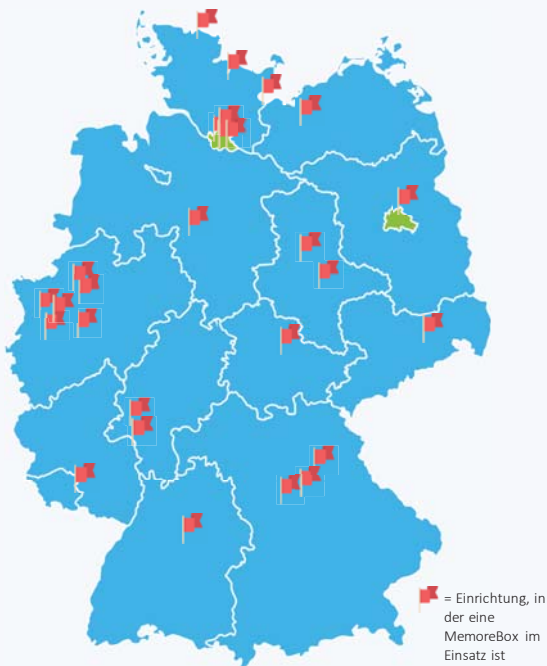 = Einrichtung, in
der eine
MemoreBox im
Einsatz ist